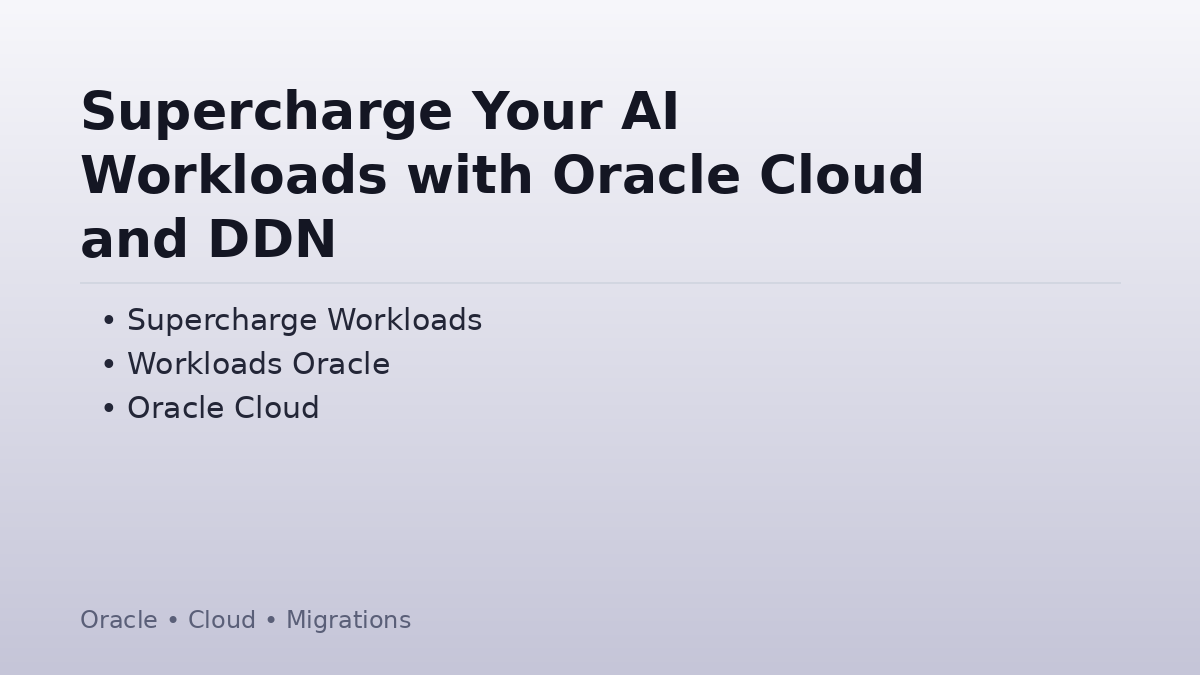 Supercharge Your AI
Workloads with Oracle Cloud
and DDN
• Supercharge Workloads
• Workloads Oracle
• Oracle Cloud
Oracle • Cloud • Migrations